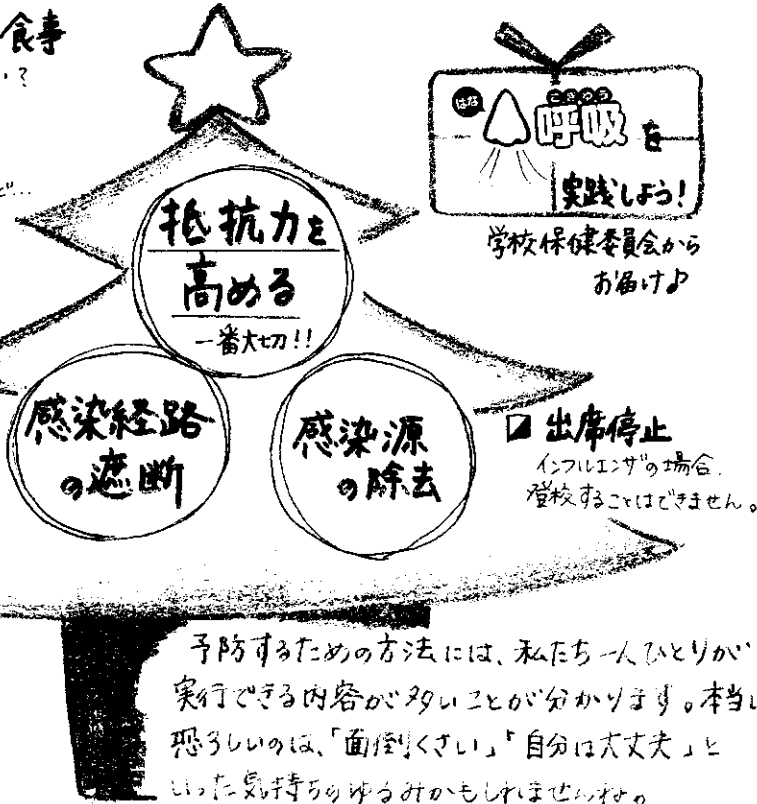 食事
い?
ど…
はな
こきゅう
呼吸を
実践しよう!
学校保健委員会から
お届け♪
抵抗力を
高める
一番大切!!
感染経路
の遮断
感染源
の除去
出席停止
インフルエンザの場合、
登校することはできません。
予防するための方法には、私たち一人ひとりが
実行できる内容が多いことが分かります。本当に
恐ろしいのは、「面倒くさい」「自分は大丈夫」と
いった気持ちのゆるみかもしれませんね。